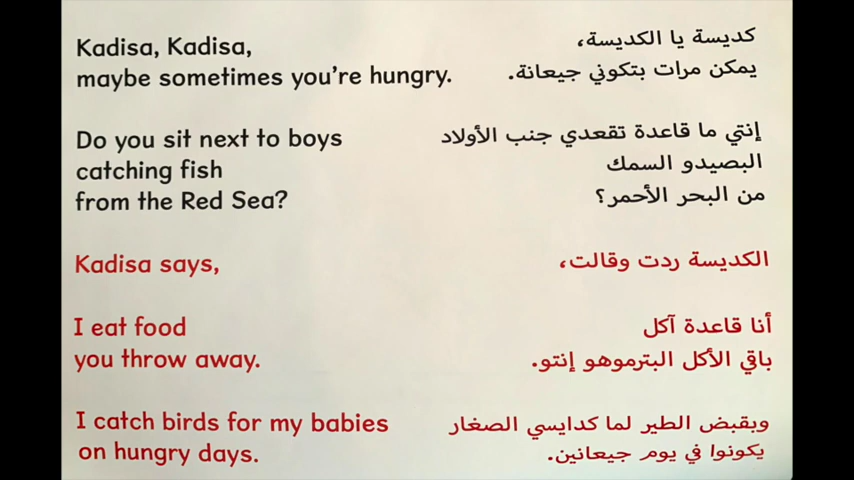 Kadisa, Kadisa,
maybe sometimes you're hungry.
Do you sit next to boys
catching fish
from the Red Sea?
Kadisa says,
I eat food
you throw away.
I catch birds for my babies
on hungry days.
كديسة يا الكديسة،
يمكن مرات بتكوني جيعانة.
إنتي ما قاعدة تقعدي جنب الأولاد
البصيدو السمك
من البحر الأحمر؟
الكديسة ردت وقالت،
أنا قاعدة آكل
باقي الأكل البترموهو إنتو.
وبقبض الطير لما كدايسي الصغار
يكونوا في يوم جيعانين.